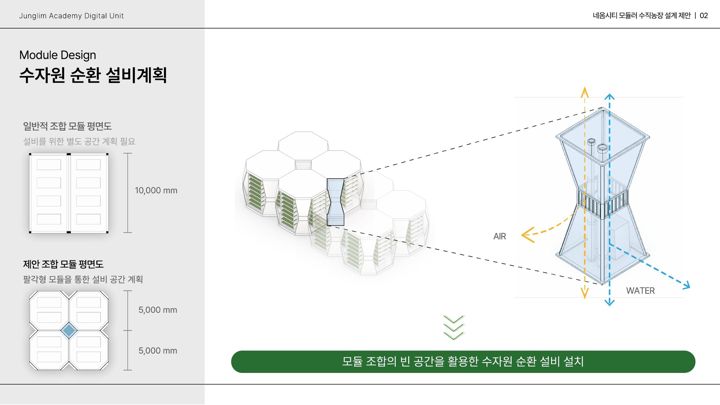 Junglim Academy Digital Unit
네옴시티 모듈러 수직농장 설계 제안 | 02
Module Design
수자원 순환 설비계획
일반적 조합 모듈 평면도
설비를 위한 별도 공간 계획 필요
10,000 mm
제안 조합 모듈 평면도
팔각형 모듈을 통한 설비 공간 계획
5,000 mm
5,000 mm
AIR
WATER
모듈 조합의 빈 공간을 활용한 수자원 순환 설비 설치